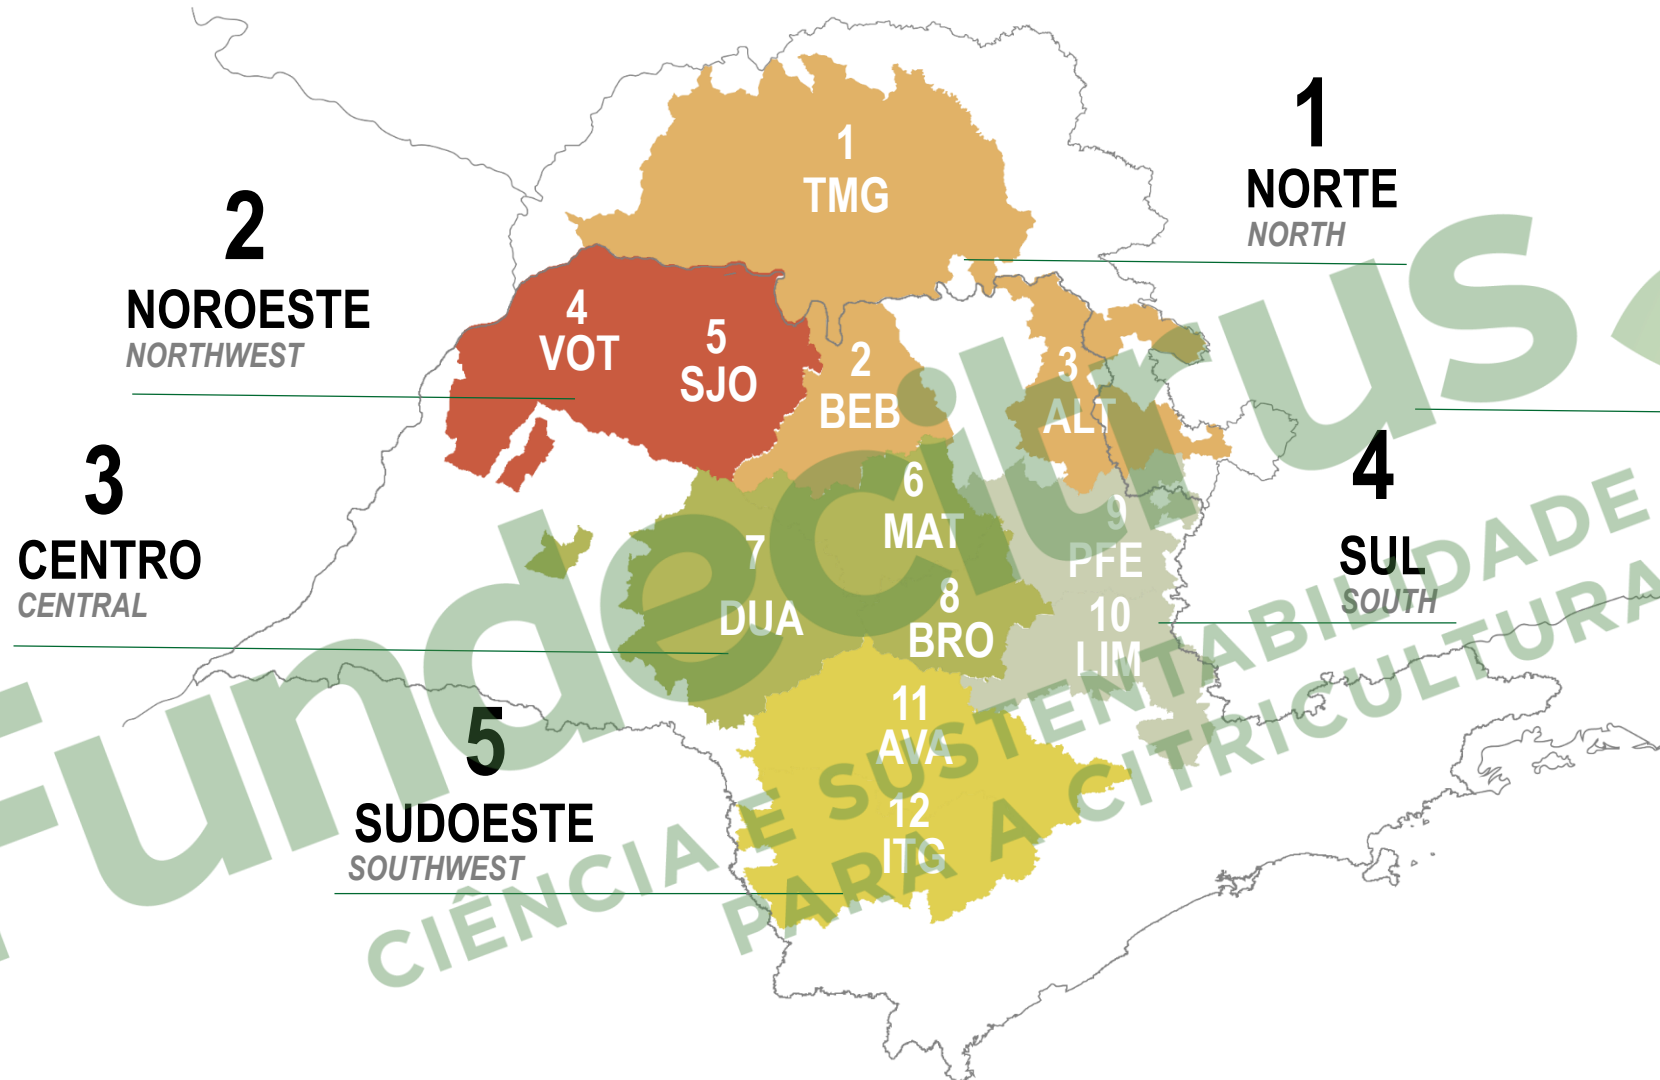 1
NORTE
NORTH
2
NOROESTE
NORTHWEST
3
CENTRO
CENTRAL
4
SUL
SOUTH
5
SUDOESTE
SOUTHWEST
1
TMG
2
BEB
3
ALT
4
VOT
5
SJO
6
MAT
7
DUA
8
BRO
9
PFE
10
LIM
11
AVA
12
ITG
Fundecitrus
CIÊNCIA E SUSTENTABILIDADE
PARA A CITRICULTURA